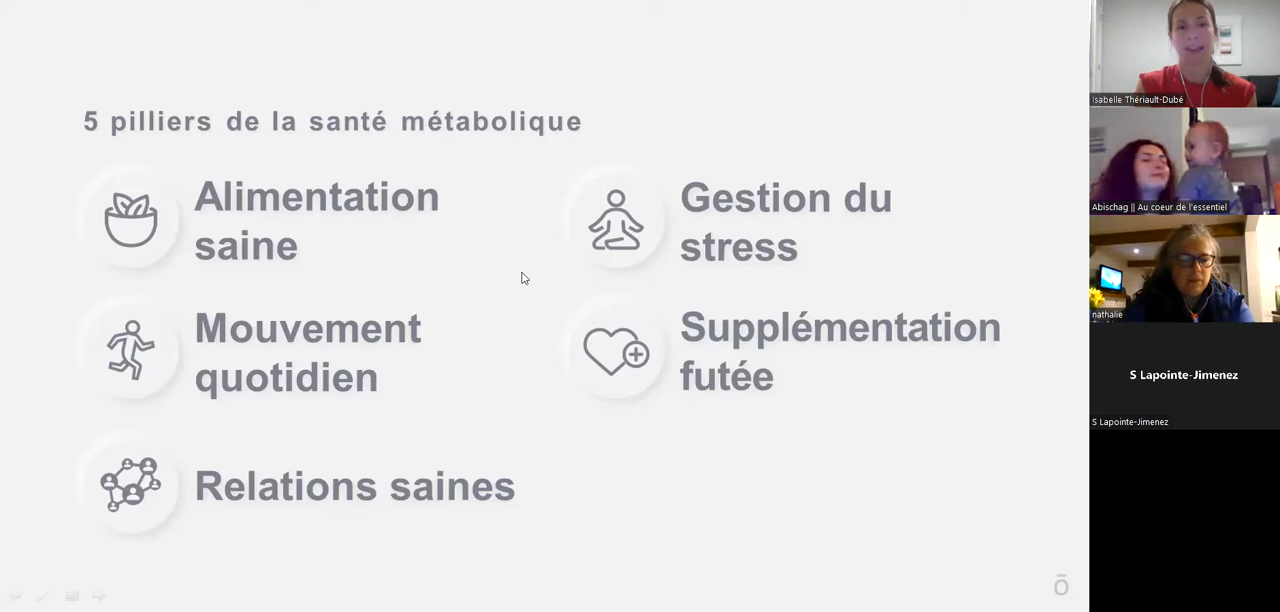 5 pilliers de la santé métabolique
Alimentation
saine
Mouvement
quotidien
Relations saines
Gestion du
stress
Supplémentation
futée
ō
Isabelle Thériault-Dubé
Abischag || Au coeur de l'essentiel
nathalie
S Lapointe-Jimenez
S Lapointe-Jimenez